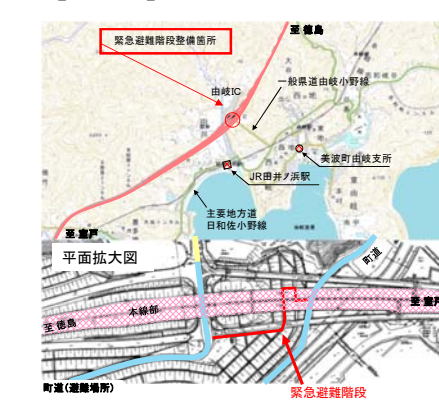 至 徳島
緊急避難階段整備箇所
一般県道由岐小野線
由岐IC
美波町由岐支所
JR田井ノ浜駅
主要地方道
日和佐小野線
至 室戸
平面拡大図
町道
至 室戸
本線部
至 徳島
町道(避難場所)
緊急避難階段